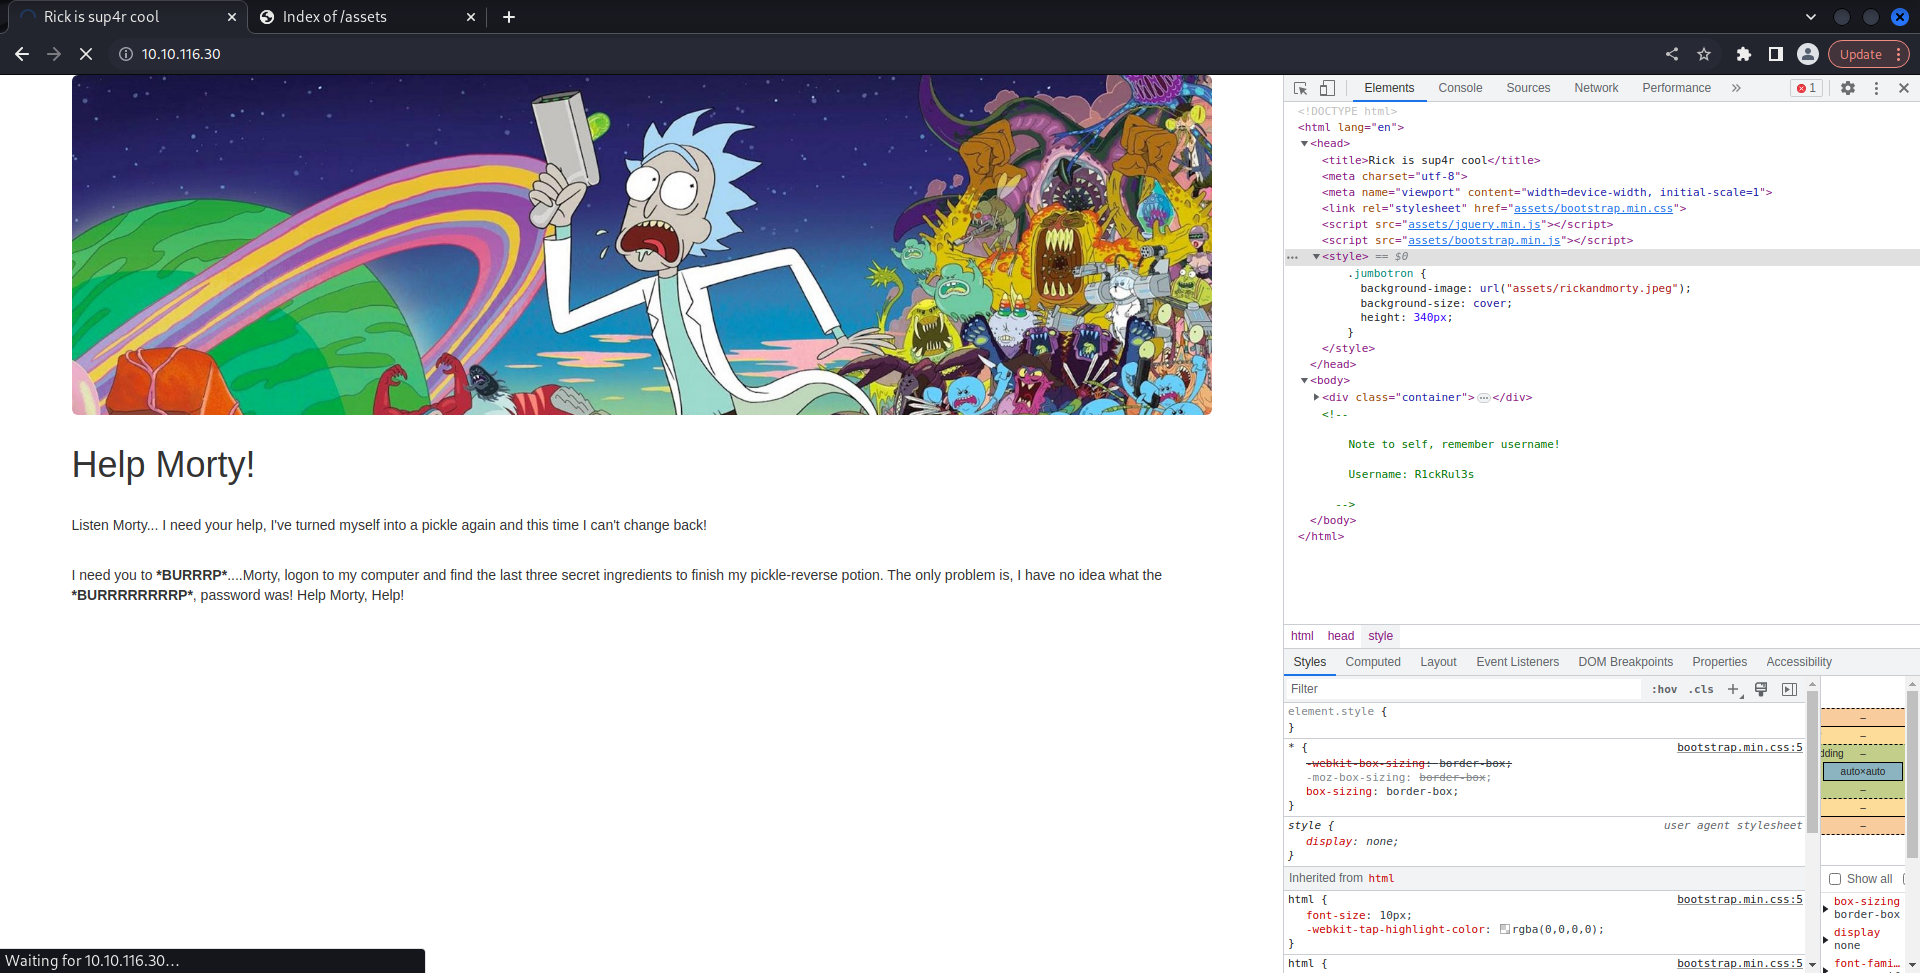 Rick is sup4r cool
Index of /assets
10.10.116.30
Update
Help Morty!
Listen Morty... I need your help, I've turned myself into a pickle again and this time I can't change back!
I need you to *BURRRP*....Morty, logon to my computer and find the last three secret ingredients to finish my pickle-reverse potion. The only problem is, I have no idea what the
*BURRRRRRRRP*, password was! Help Morty, Help!
Waiting for 10.10.116.30...
Elements Console Sources Network Performance » 1
<!DOCTYPE html>
<html lang="en">
<head>
<title>Rick is sup4r cool</title>
<meta charset="utf-8">
<meta name="viewport" content="width=device-width, initial-scale=1">
<link rel="stylesheet" href="assets/bootstrap.min.css">
<script src="assets/jquery.min.js"></script>
<script src="assets/bootstrap.min.js"></script>
<style> == $0
.jumbotron {
background-image: url("assets/rickandmorty.jpeg");
background-size: cover;
height: 340px;
}
</style>
</head>
<body>
<div class="container">…</div>
<!--
Note to self, remember username!
Username: R1ckRul3s
-->
</body>
</html>
html head style
Styles Computed Layout Event Listeners DOM Breakpoints Properties Accessibility
Filter :hov .cls
element.style {
}
* { bootstrap.min.css:5
-webkit-box-sizing: border-box;
-moz-box-sizing: border-box;
box-sizing: border-box;
}
style { user agent stylesheet
display: none;
}
Inherited from html
html { bootstrap.min.css:5
font-size: 10px;
-webkit-tap-highlight-color: rgba(0,0,0,0);
}
html { bootstrap.min.css:5
–
–
dding –
auto×auto
–
–
–
Show all
box-sizing
border-box
display
none
font-fami…